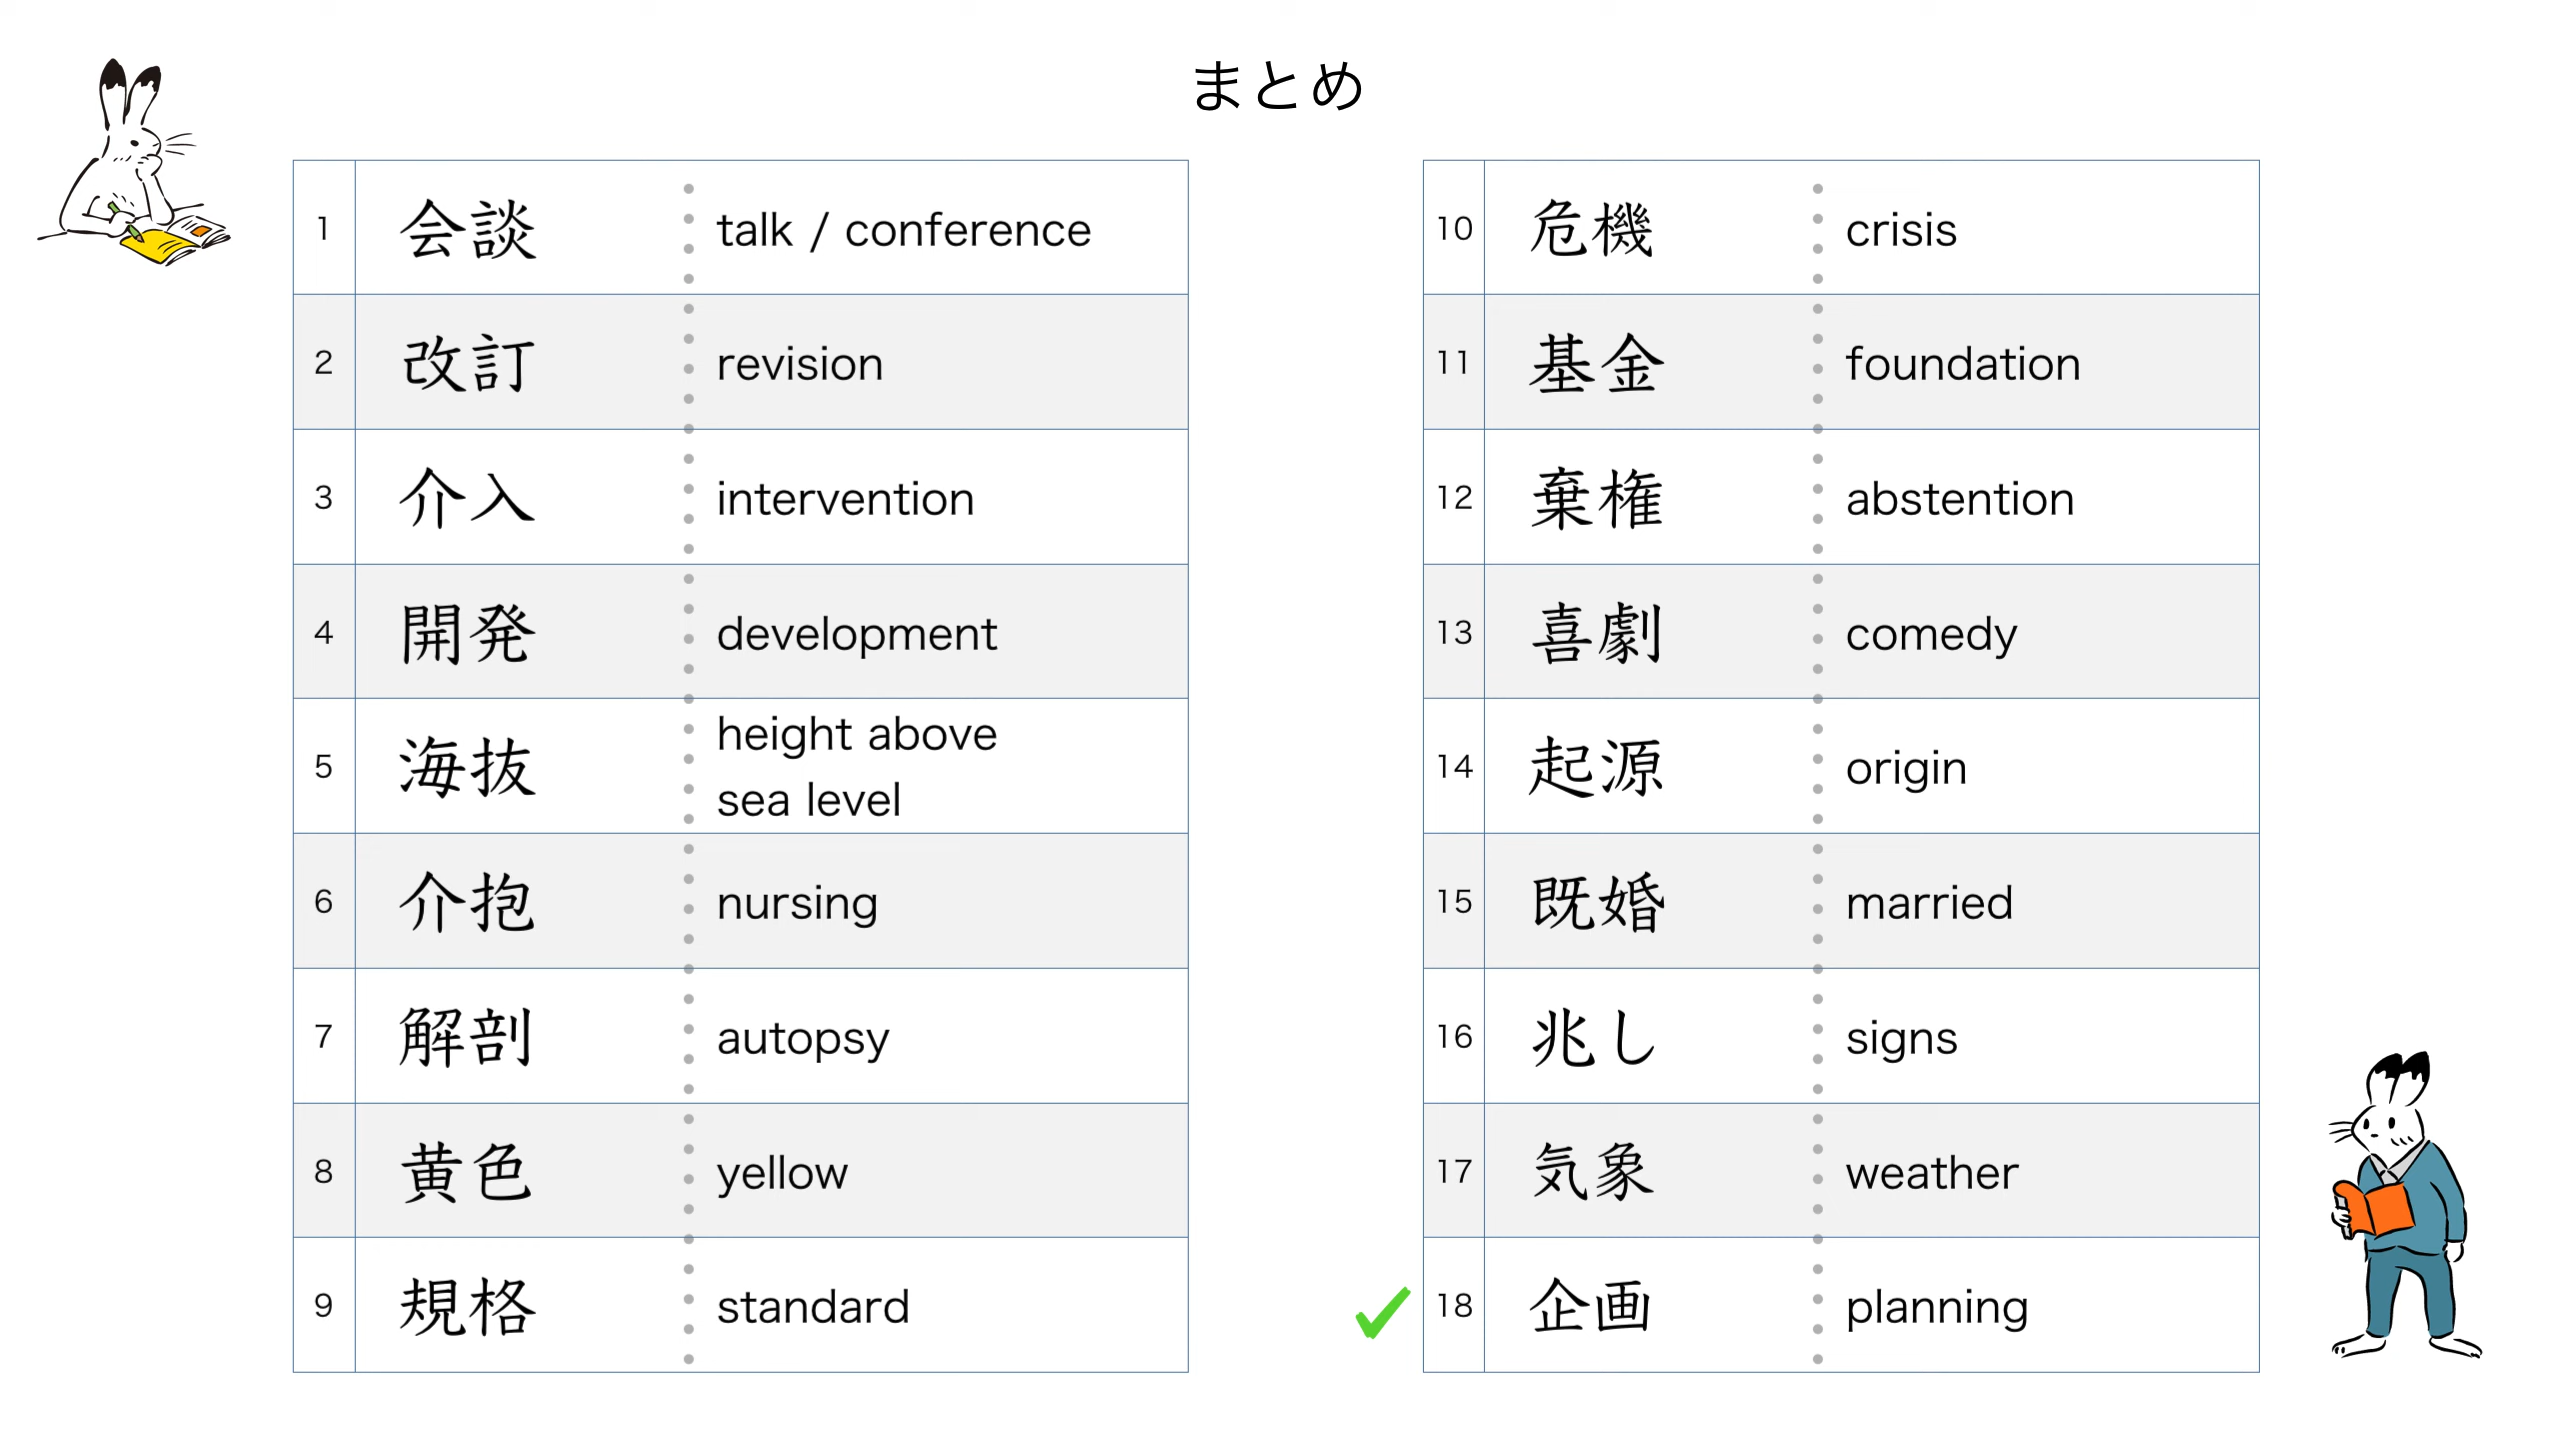 まとめ
1 会談 talk / conference
2 改訂 revision
3 介入 intervention
4 開発 development
5 海抜 height above
sea level
6 介抱 nursing
7 解剖 autopsy
8 黄色 yellow
9 規格 standard
10 危機 crisis
11 基金 foundation
12 棄権 abstention
13 喜劇 comedy
14 起源 origin
15 既婚 married
16 兆し signs
17 気象 weather
18 企画 planning